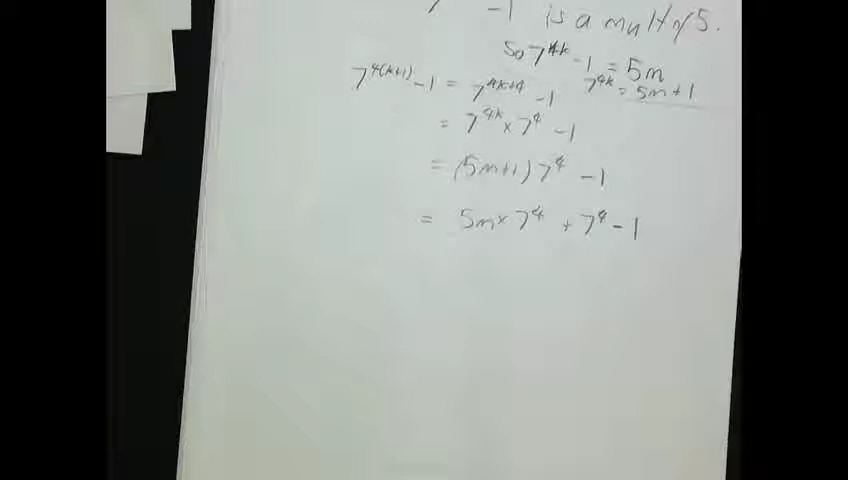 7 -1 is a mult of 5.
So 7^4k - 1 = 5m
7^4k = 5m + 1
7^4(k+1) - 1 = 7^4k+4 - 1
= 7^4k × 7^4 - 1
= (5m+1) 7^4 - 1
= 5m × 7^4 + 7^4 - 1